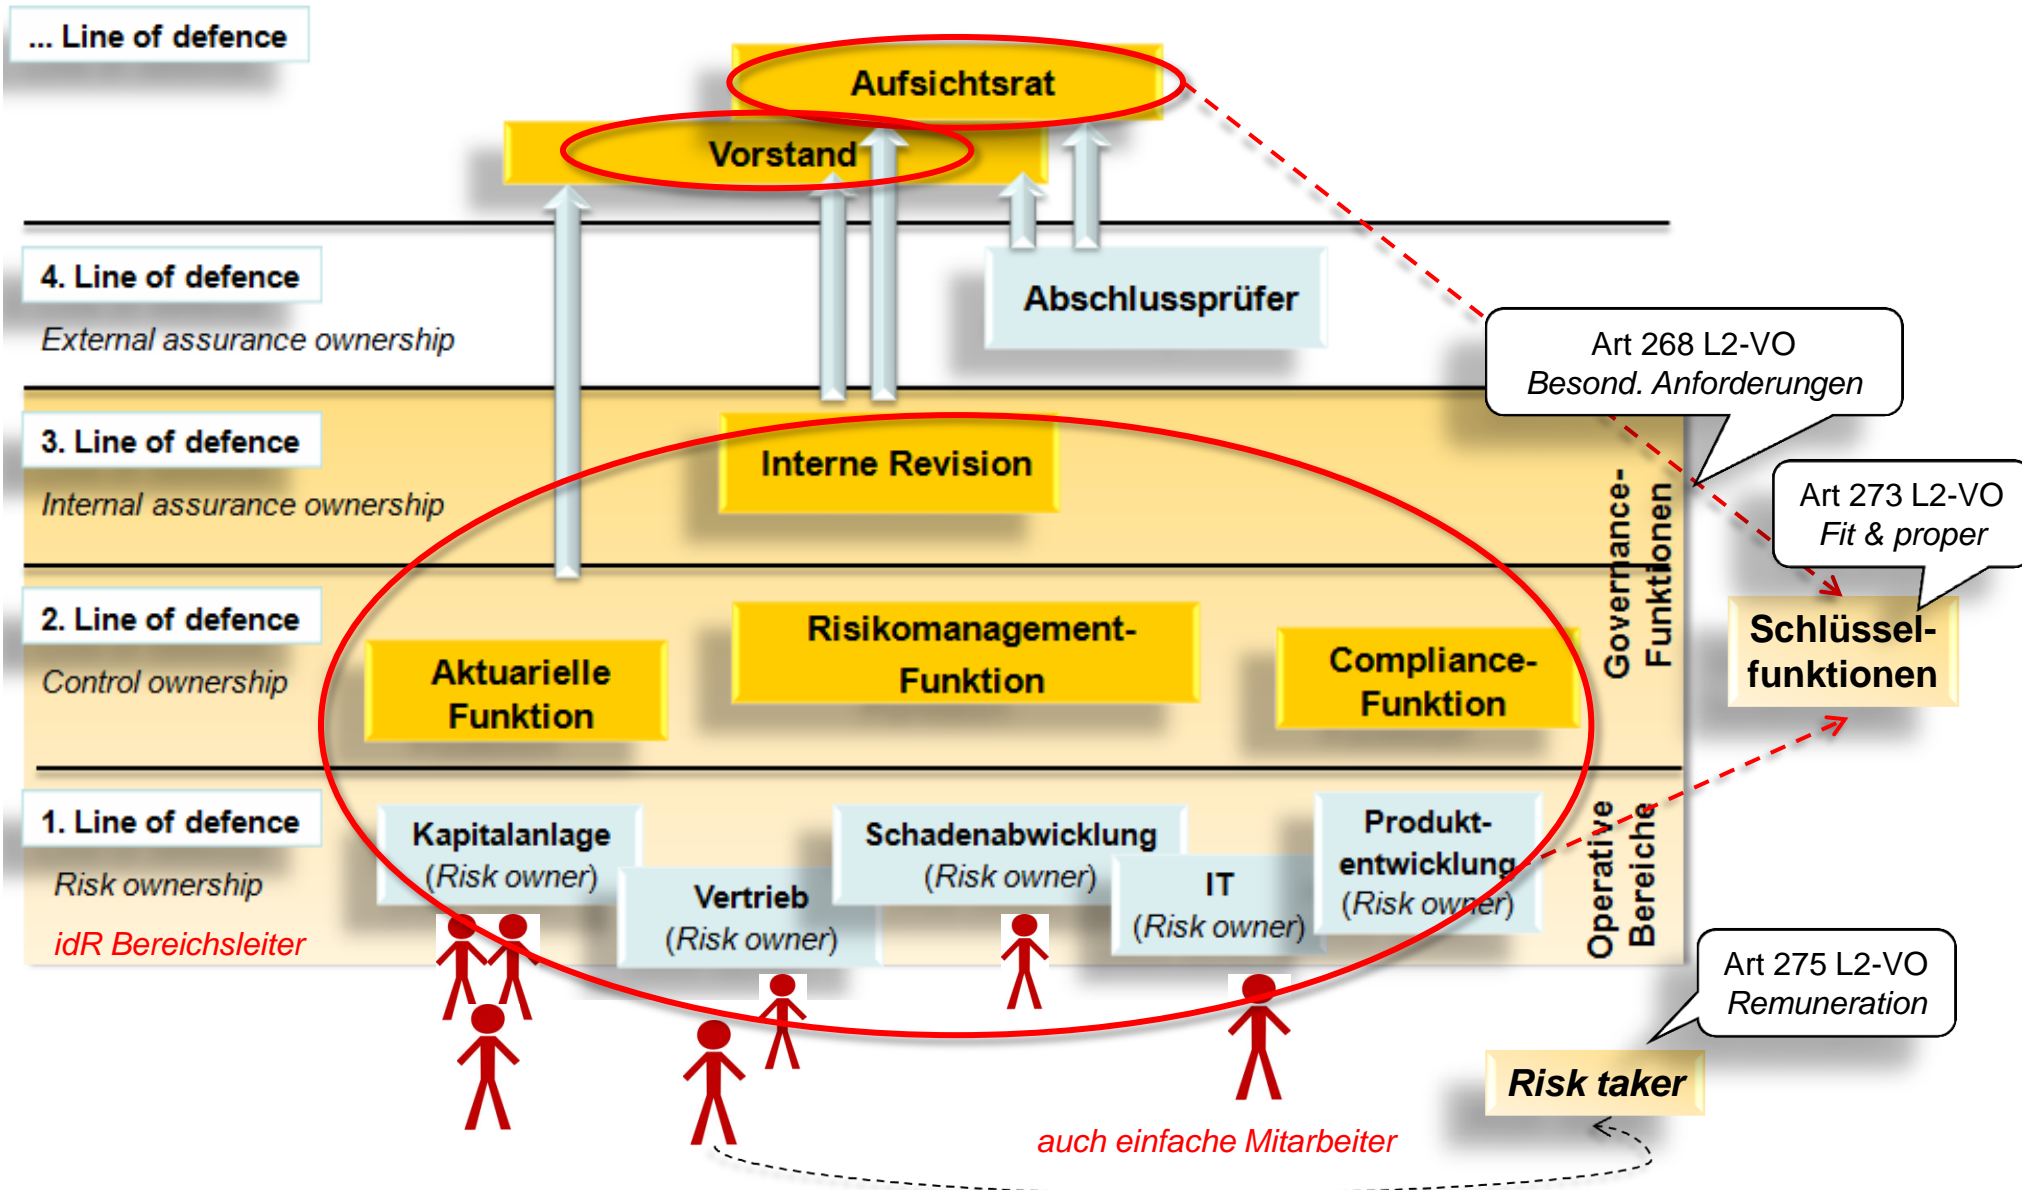 ... Line of defence
Aufsichtsrat
Vorstand
4. Line of defence
External assurance ownership
Abschlussprüfer
Art 268 L2-VO
Besond. Anforderungen
3. Line of defence
Internal assurance ownership
Interne Revision
Governance-
Funktionen
Art 273 L2-VO
Fit & proper
2. Line of defence
Control ownership
Aktuarielle
Funktion
Risikomanagement-
Funktion
Compliance-
Funktion
Schlüssel-
funktionen
1. Line of defence
Risk ownership
idR Bereichsleiter
Kapitalanlage
(Risk owner)
Vertrieb
(Risk owner)
Schadenabwicklung
(Risk owner)
IT
(Risk owner)
Produkt-
entwicklung
(Risk owner)
Operative
Bereiche
Art 275 L2-VO
Remuneration
Risk taker
auch einfache Mitarbeiter